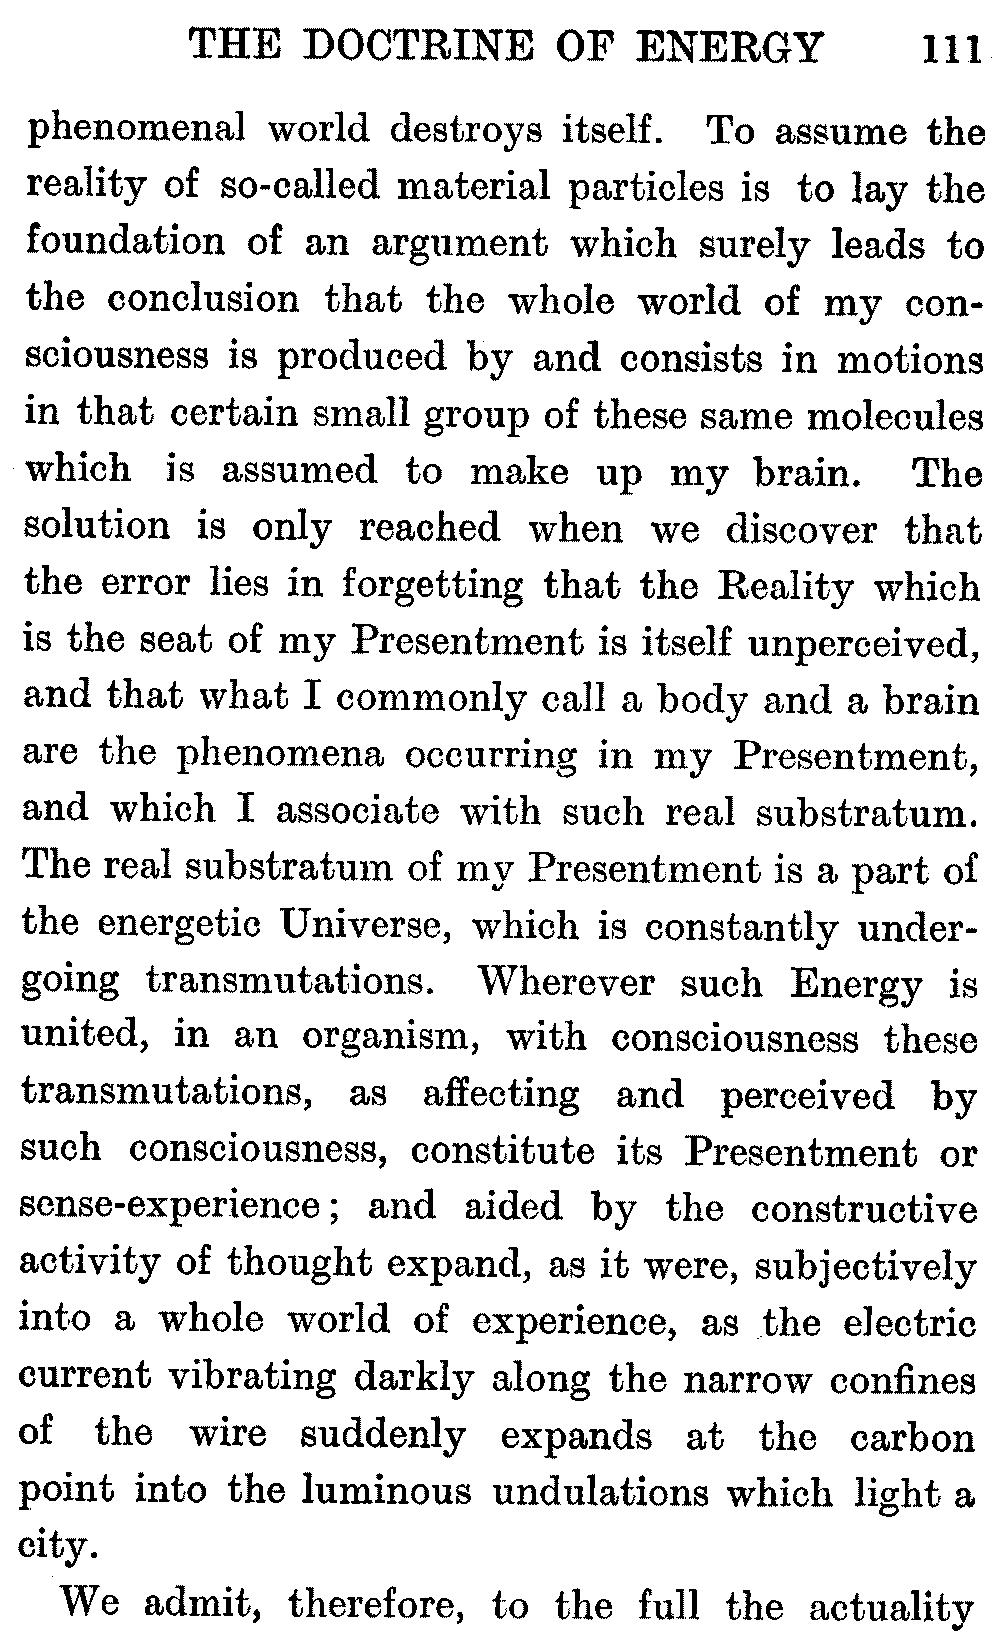 THE DOCTRINE OF ENERGY 111
phenomenal world destroys itself. To assume the
reality of so-called material particles is to lay the
foundation of an argument which surely leads to
the conclusion that the whole world of my con-
sciousness is produced by and consists in motions
in that certain small group of these same molecules
which is assumed to make up my brain. The
solution is only reached when we discover that
the error lies in forgetting that the Reality which
is the seat of my Presentment is itself unperceived,
and that what I commonly call a body and a brain
are the phenomena occurring in my Presentment,
and which I associate with such real substratum.
The real substratum of my Presentment is a part of
the energetic Universe, which is constantly under-
going transmutations. Wherever such Energy is
united, in an organism, with consciousness these
transmutations, as affecting and perceived by
such consciousness, constitute its Presentment or
sense-experience; and aided by the constructive
activity of thought expand, as it were, subjectively
into a whole world of experience, as the electric
current vibrating darkly along the narrow confines
of the wire suddenly expands at the carbon
point into the luminous undulations which light a
city.
We admit, therefore, to the full the actuality